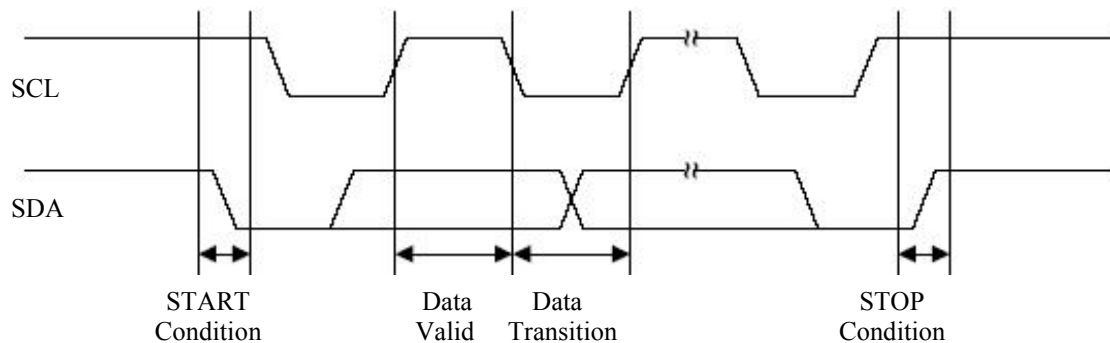 SCL
SDA
START
Condition
Data
Valid
Data
Transition
STOP
Condition